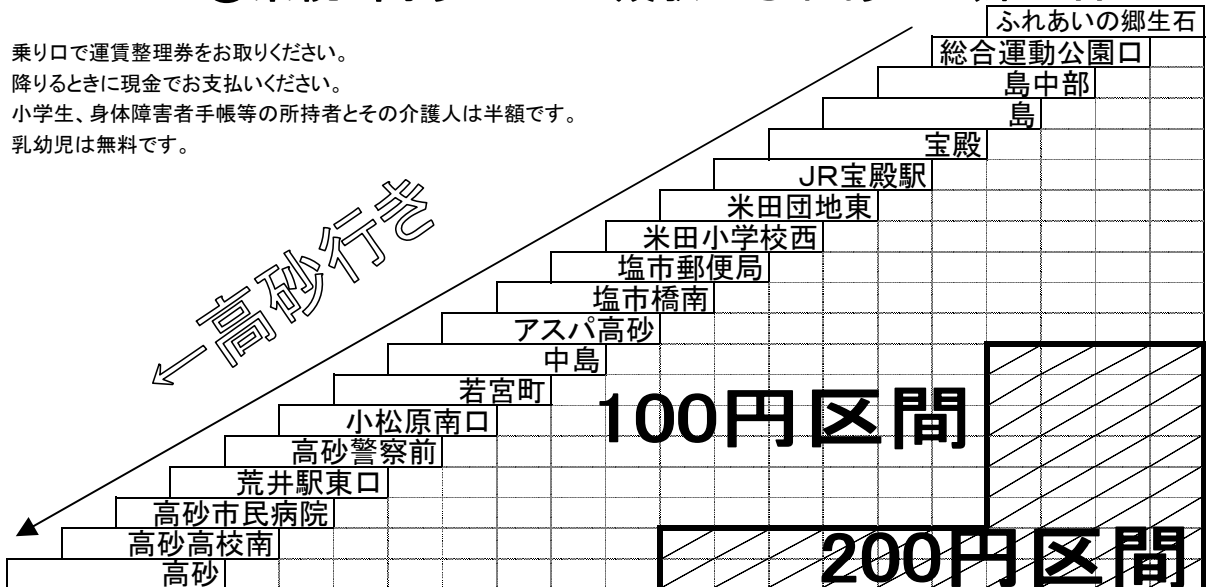 ふれあいの郷生石
総合運動公園口
島中部
島
宝殿
JR宝殿駅
米田団地東
米田小学校西
塩市郵便局
塩市橋南
アスパ高砂
中島
若宮町
小松原南口
高砂警察前
荒井駅東口
高砂市民病院
高砂高校南
高砂
乗り口で運賃整理券をお取りください。
降りるときに現金でお支払いください。
小学生、身体障害者手帳等の所持者とその介護人は半額です。
乳幼児は無料です。
←高砂行き
100円区間
200円区間